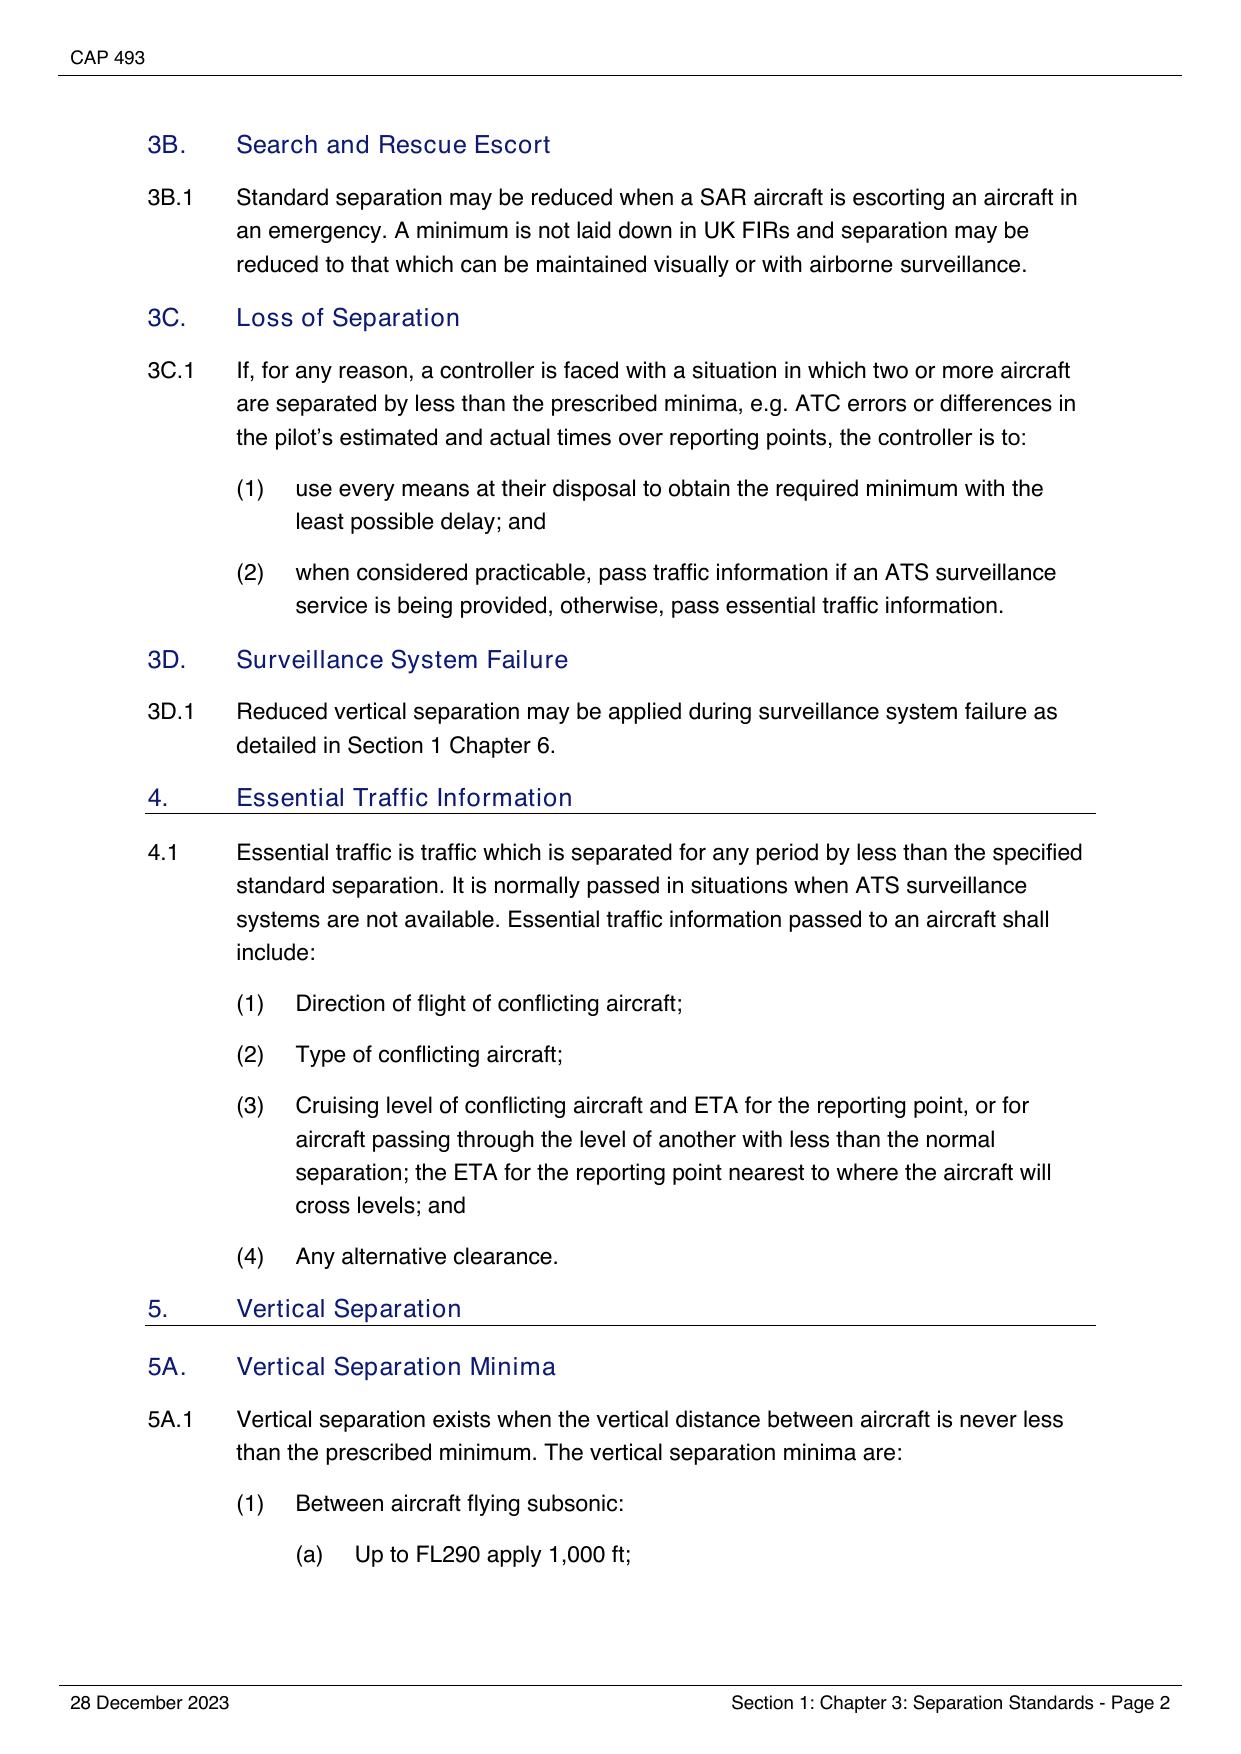 CAP 493
3B. Search and Rescue Escort
3B.1 Standard separation may be reduced when a SAR aircraft is escorting an aircraft in
an emergency. A minimum is not laid down in UK FIRs and separation may be
reduced to that which can be maintained visually or with airborne surveillance.
3C. Loss of Separation
3C.1 If, for any reason, a controller is faced with a situation in which two or more aircraft
are separated by less than the prescribed minima, e.g. ATC errors or differences in
the pilot’s estimated and actual times over reporting points, the controller is to:
(1) use every means at their disposal to obtain the required minimum with the
least possible delay; and
(2) when considered practicable, pass traffic information if an ATS surveillance
service is being provided, otherwise, pass essential traffic information.
3D. Surveillance System Failure
3D.1 Reduced vertical separation may be applied during surveillance system failure as
detailed in Section 1 Chapter 6.
4. Essential Traffic Information
4.1 Essential traffic is traffic which is separated for any period by less than the specified
standard separation. It is normally passed in situations when ATS surveillance
systems are not available. Essential traffic information passed to an aircraft shall
include:
(1) Direction of flight of conflicting aircraft;
(2) Type of conflicting aircraft;
(3) Cruising level of conflicting aircraft and ETA for the reporting point, or for
aircraft passing through the level of another with less than the normal
separation; the ETA for the reporting point nearest to where the aircraft will
cross levels; and
(4) Any alternative clearance.
5. Vertical Separation
5A. Vertical Separation Minima
5A.1 Vertical separation exists when the vertical distance between aircraft is never less
than the prescribed minimum. The vertical separation minima are:
(1) Between aircraft flying subsonic:
(a) Up to FL290 apply 1,000 ft;
28 December 2023 Section 1: Chapter 3: Separation Standards - Page 2